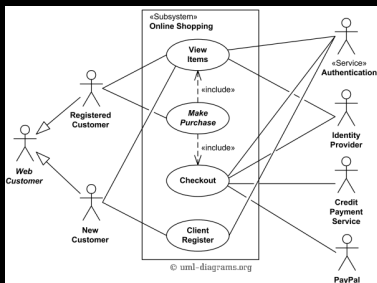 «Subsystem»
Online Shopping
View
Items
«Service»
Authentication
«include»
Registered
Customer
Make
Purchase
Identity
Provider
«include»
Web
Customer
Checkout
Credit
Payment
Service
New
Customer
Client
Register
© uml-diagrams.org
PayPal